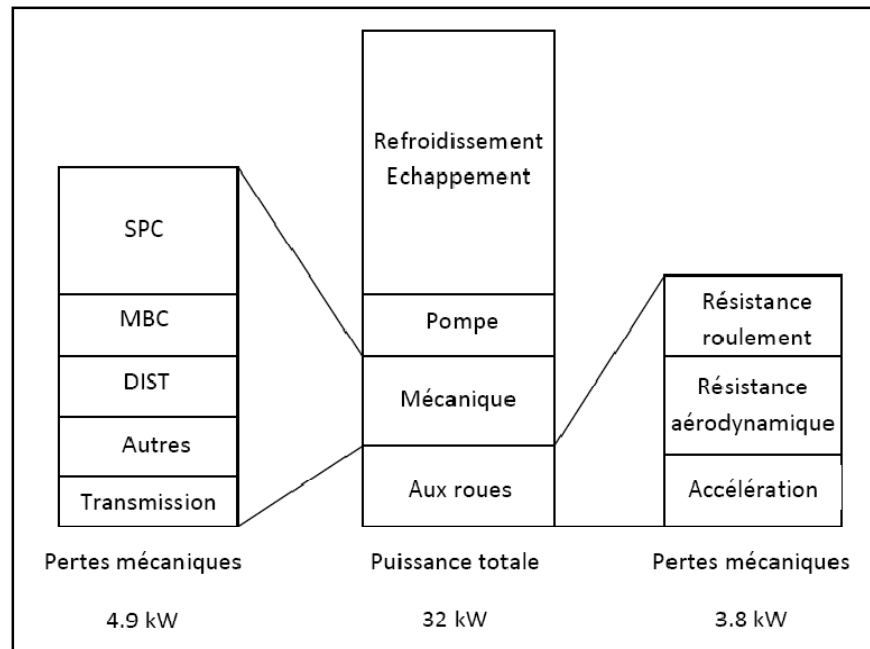 Refroidissement
Echappement
SPC
MBC
DIST
Autres
Transmission
Pompe
Mécanique
Aux roues
Résistance
roulement
Résistance
aérodynamique
Accélération
Pertes mécaniques
Puissance totale
Pertes mécaniques
4.9 kW
32 kW
3.8 kW